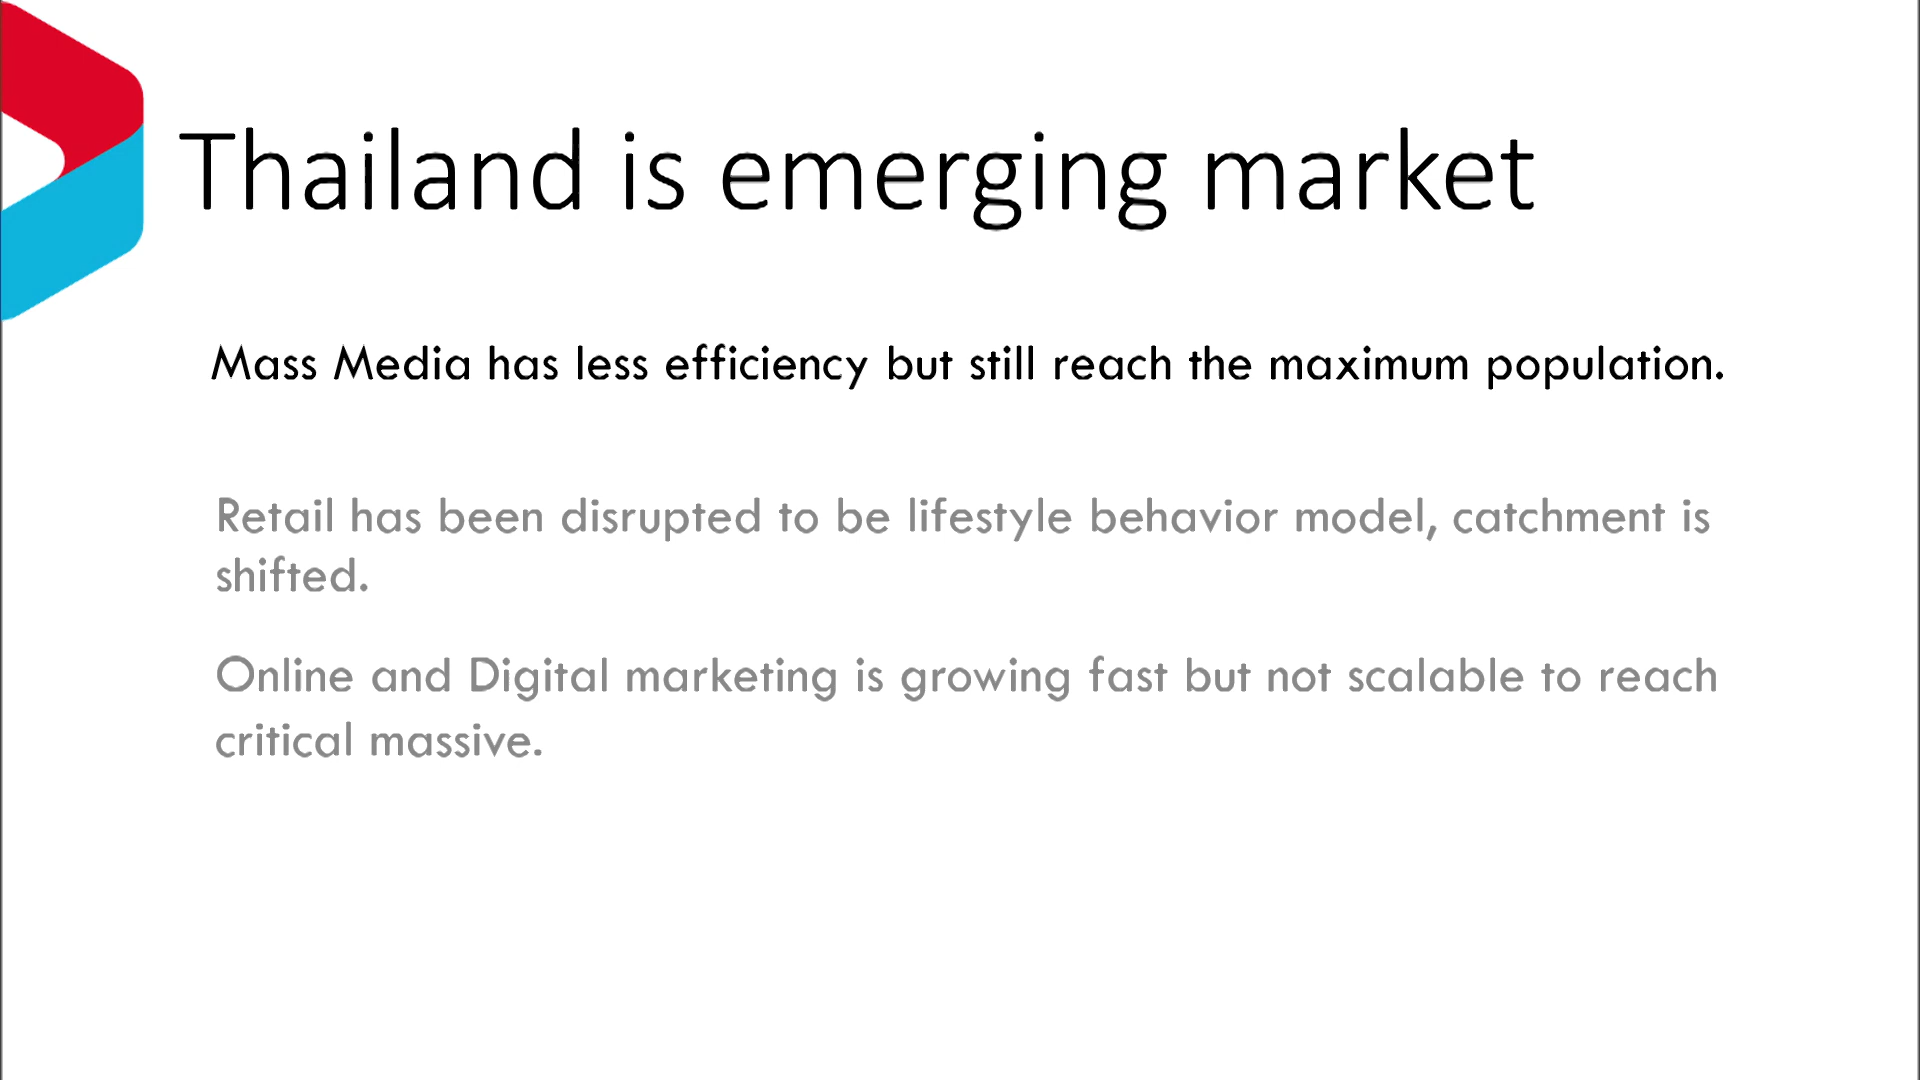 Thailand is emerging market
Mass Media has less efficiency but still reach the maximum population.
Retail has been disrupted to be lifestyle behavior model, catchment is
shifted.
Online and Digital marketing is growing fast but not scalable to reach
critical massive.